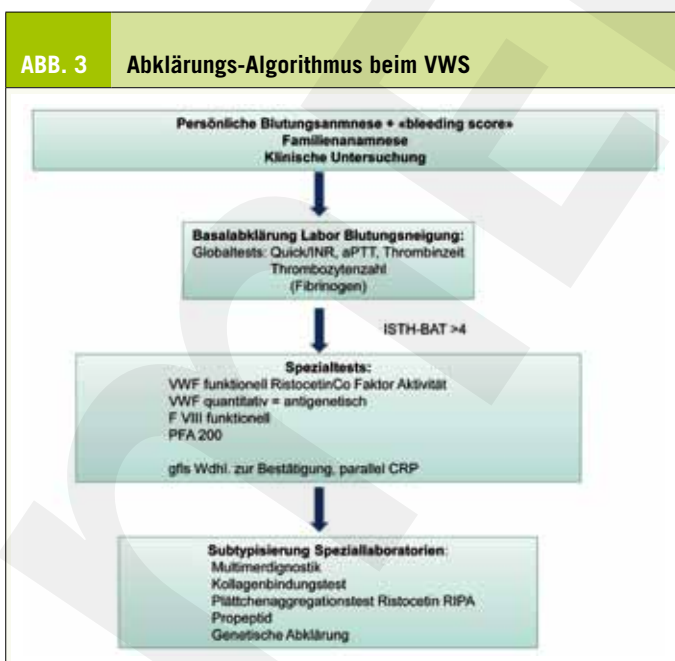 ABB. 3 Abklärungs-Algorithmus beim VWS
Persönliche Blutungsanmnese + «bleeding score»
Familienanamnese
Klinische Untersuchung
Basalabklärung Labor Blutungsneigung:
Globaltests: Quick/INR, aPTT, Thrombinzeit
Thrombozytenzahl
(Fibrinogen)
ISTH-BAT >4
Spezialtests:
VWF funktionell RistocetinCo Faktor Aktivität
VWF quantitativ = antigenetisch
F VIII funktionell
PFA 200
gfls Wdhl. zur Bestätigung, parallel CRP
Subtypisierung Speziallaboratorien:
Multimerdignostik
Kollagenbindungstest
Plättchenaggregationstest Ristocetin RIPA
Propeptid
Genetische Abklärung